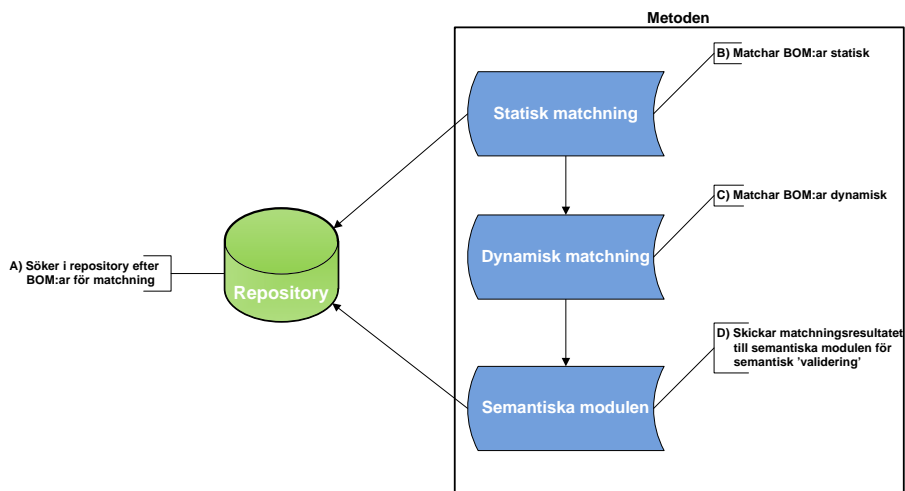 Metoden
B) Matchar BOM:ar statisk
Statisk matchning
C) Matchar BOM:ar dynamisk
Dynamisk matchning
A) Söker i repository efter
BOM:ar för matchning
Repository
D) Skickar matchningsresultatet
till semantiska modulen för
semantisk ’validering’
Semantiska modulen